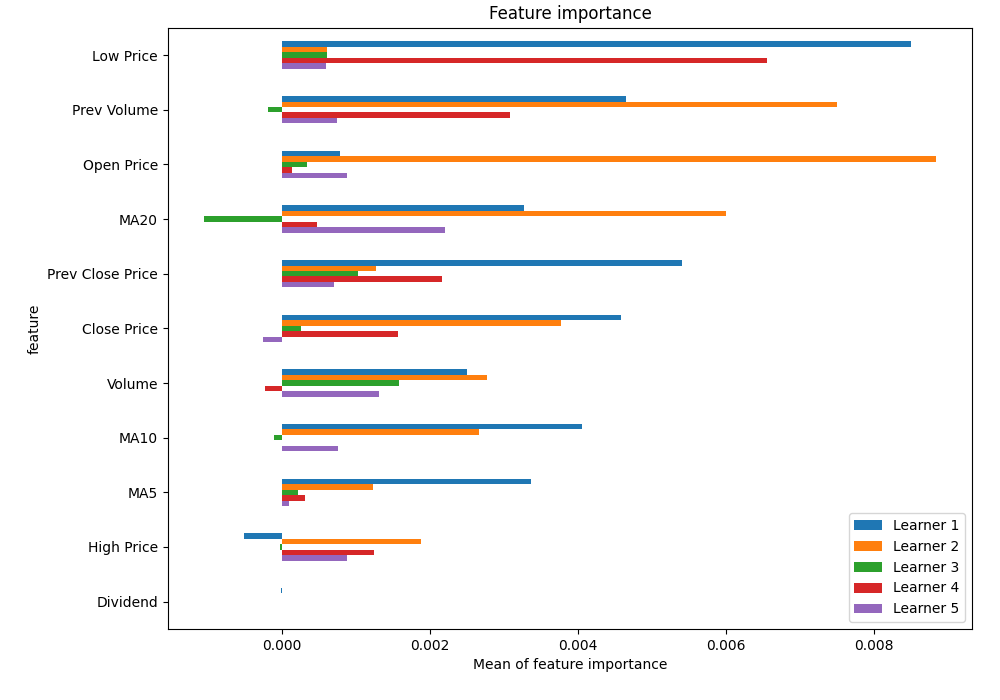 Feature importance
Low Price
Prev Volume
Open Price
MA20
Prev Close Price
Close Price
Volume
MA10
MA5
High Price
Dividend
feature
Learner 1
Learner 2
Learner 3
Learner 4
Learner 5
0.000 0.002 0.004 0.006 0.008
Mean of feature importance